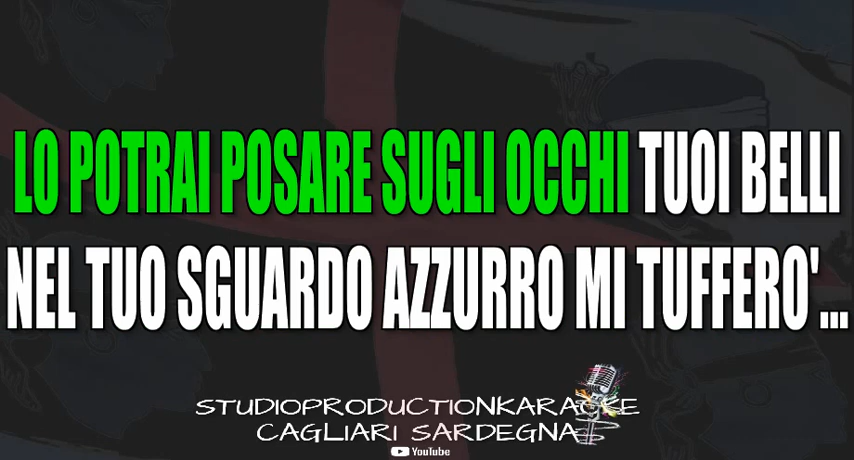 LO POTRAI POSARE SUGLI OCCHI TUOI BELLI
NEL TUO SGUARDO AZZURRO MI TUFFERO'...
STUDIOPRODUCTIONKARAOKE
CAGLIARI SARDEGNA
YouTube